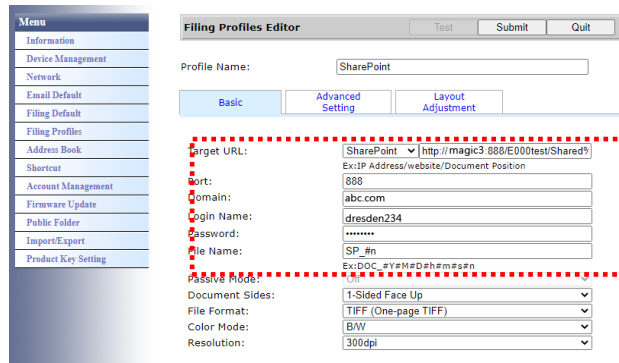 Menu
Information
Device Management
Network
Email Default
Filing Default
Filing Profiles
Address Book
Shortcut
Account Management
Firmware Update
Public Folder
Import/Export
Product Key Setting
Filing Profiles Editor Test Submit Quit
Profile Name: SharePoint
Basic Advanced Setting Layout Adjustment
Target URL: SharePoint http://magic3:888/E000test/Shared%
Ex:IP Address/website/Document Position
Port: 888
Domain: abc.com
Login Name: dresden234
Password: ••••••••
File Name: SP_#n
Ex:DOC_#Y#M#D#h#m#s#n
Passive Mode: Off
Document Sides: 1-Sided Face Up
File Format: TIFF (One-page TIFF)
Color Mode: B/W
Resolution: 300dpi